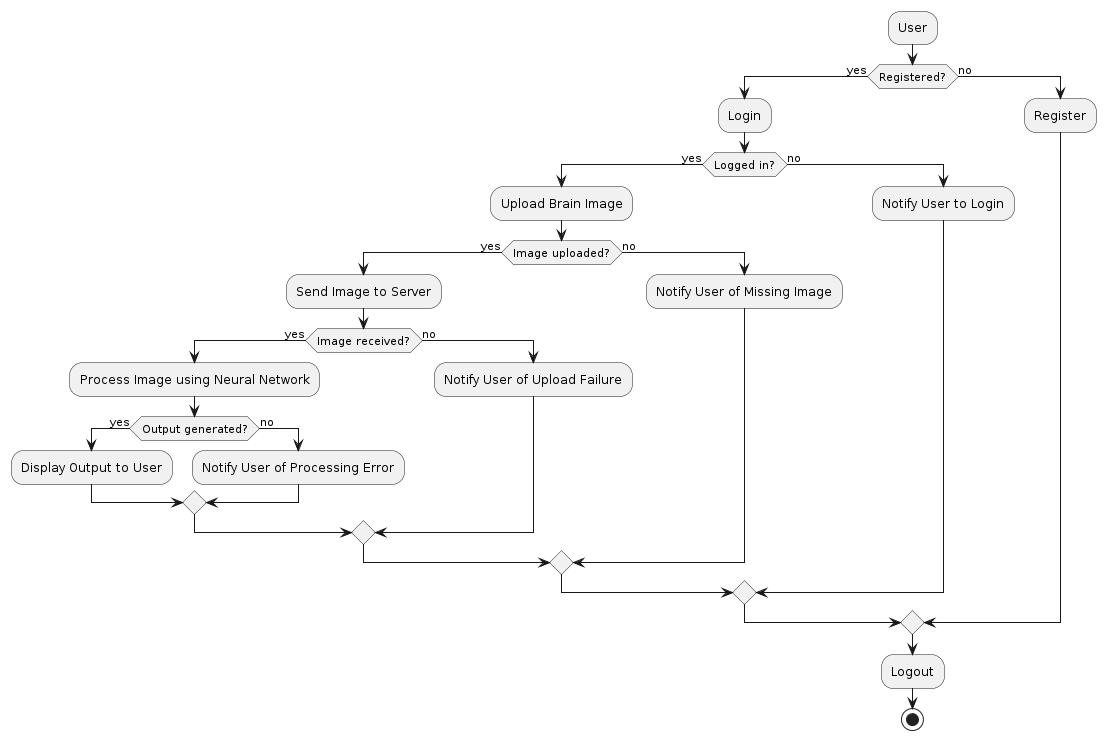 User
yes
Registered?
no
Login
Register
yes
Logged in?
no
Upload Brain Image
Notify User to Login
yes
Image uploaded?
no
Send Image to Server
Notify User of Missing Image
yes
Image received?
no
Process Image using Neural Network
Notify User of Upload Failure
yes
Output generated?
no
Display Output to User
Notify User of Processing Error
Logout